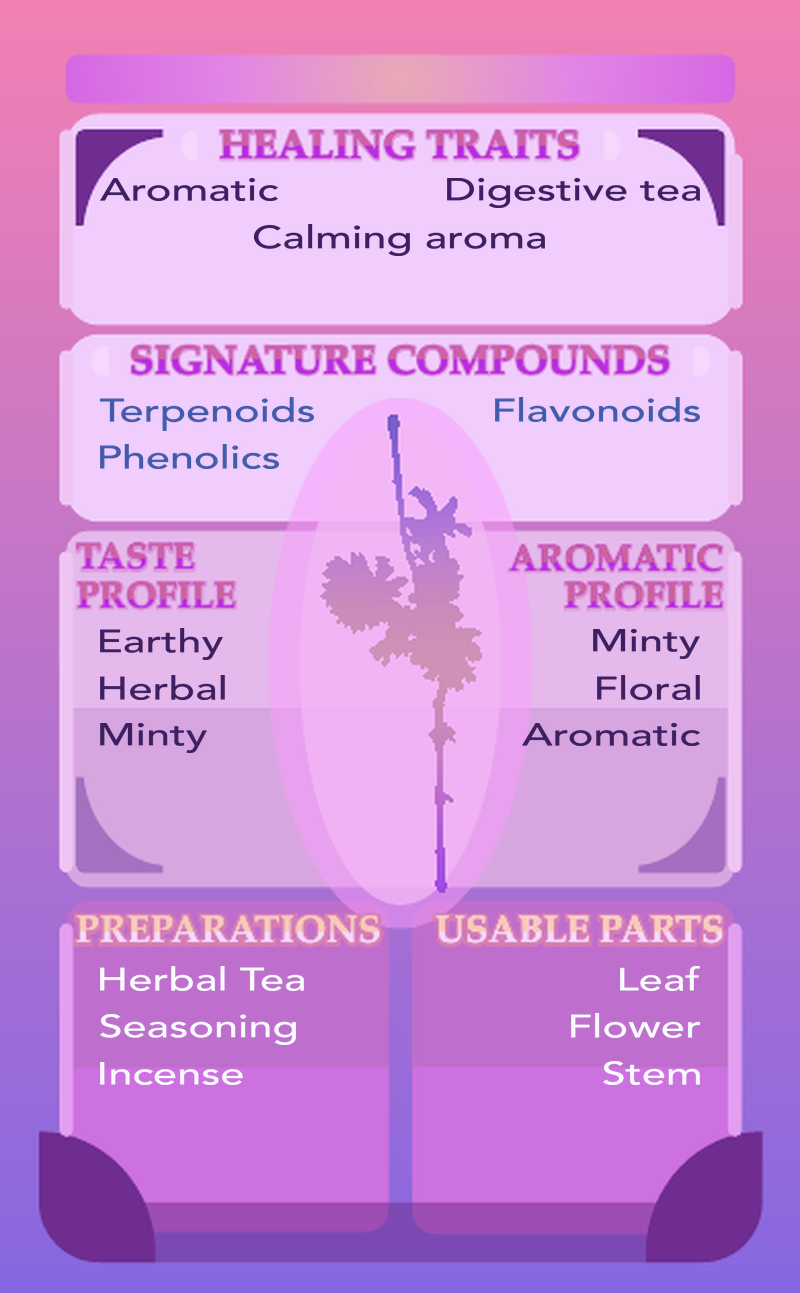 HEALING TRAITS
Aromatic Digestive tea
Calming aroma
SIGNATURE COMPOUNDS
Terpenoids Flavonoids
Phenolics
TASTE
PROFILE
Earthy
Herbal
Minty
AROMATIC
PROFILE
Minty
Floral
Aromatic
PREPARATIONS
Herbal Tea
Seasoning
Incense
USABLE PARTS
Leaf
Flower
Stem